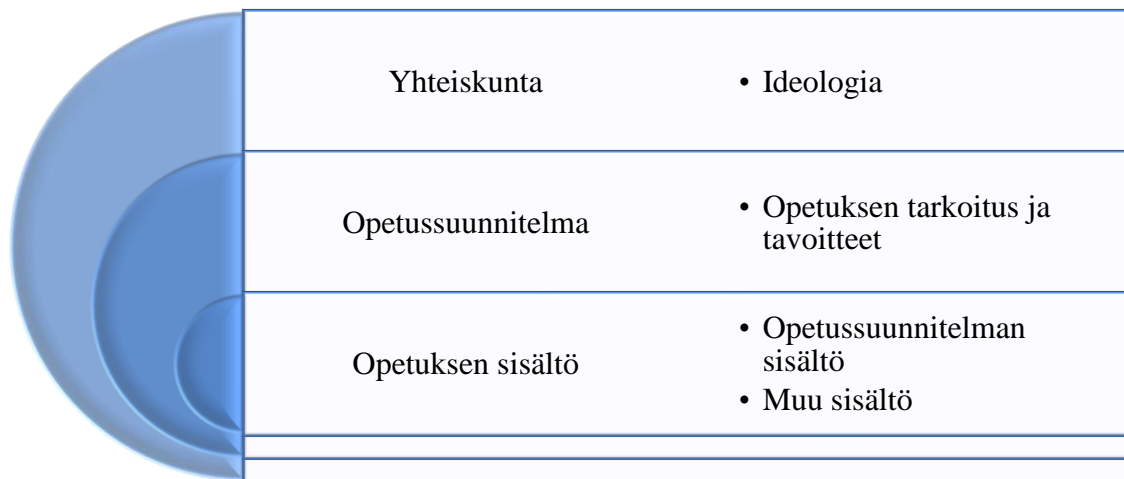 Yhteiskunta
• Ideologia
Opetussuunnitelma
• Opetuksen tarkoitus ja
tavoitteet
Opetuksen sisältö
• Opetussuunnitelman
sisältö
• Muu sisältö